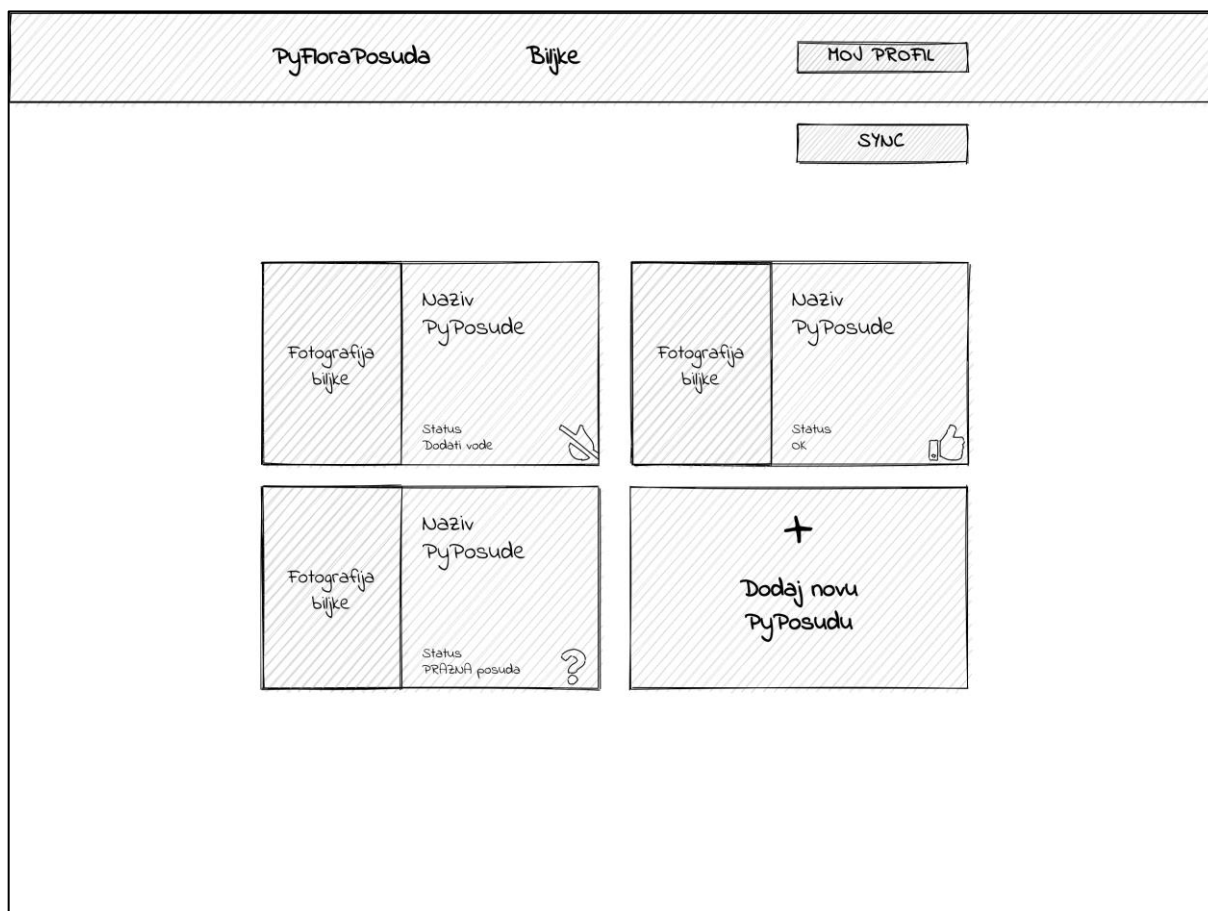 PyFloraPosuda
Biljke
MOJ PROFIL
SYNC
Fotografija
biljke
Naziv
PyPosude
Status
Dodati vode
Fotografija
biljke
Naziv
PyPosude
Status
OK
Fotografija
biljke
Naziv
PyPosude
Status
PRAZNA posuda
?
+
Dodaj novu
PyPosudu